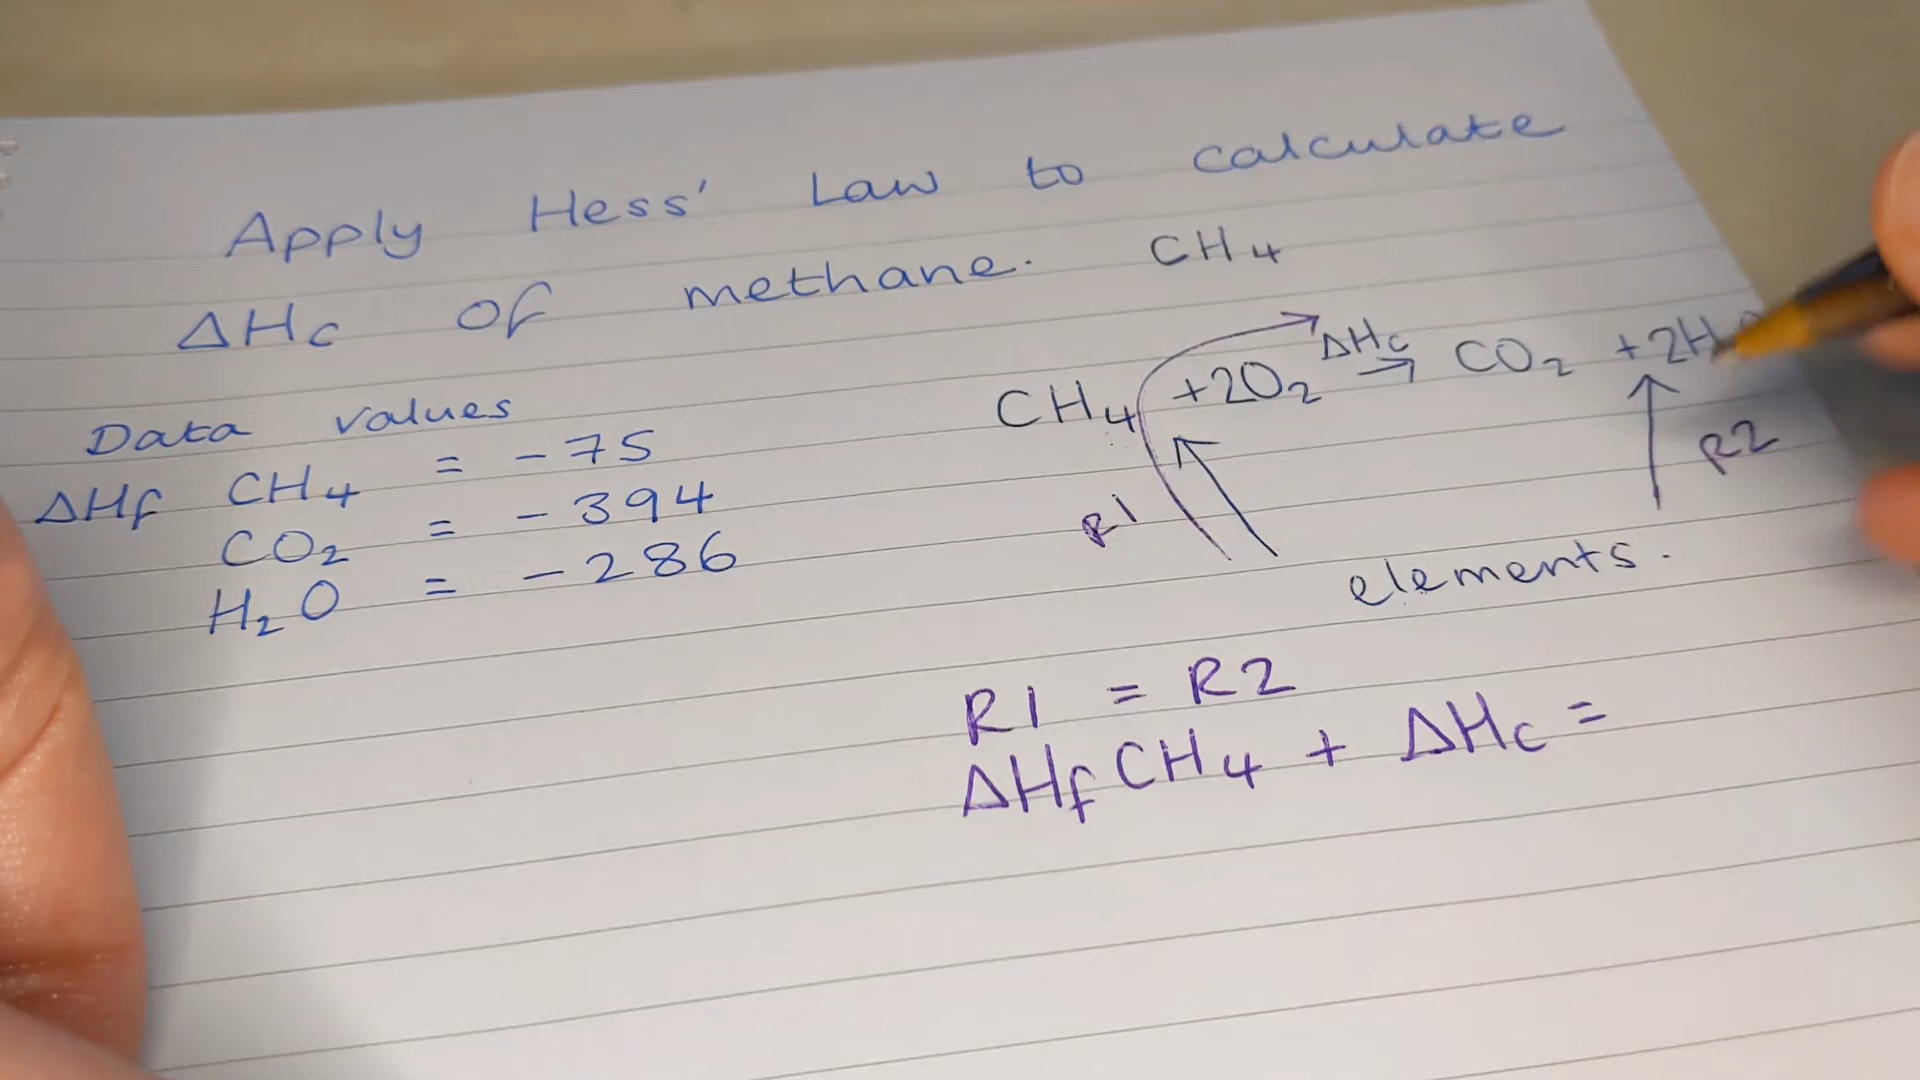 Apply Hess' Law to calculate
ΔHc of methane. CH4
Data values
ΔHf CH4 = -75
CO2 = -394
H2O = -286
ΔHc
CH4 +2O2 → CO2 +2H
R1
R2
elements.
R1 = R2
ΔHf CH4 + ΔHc =